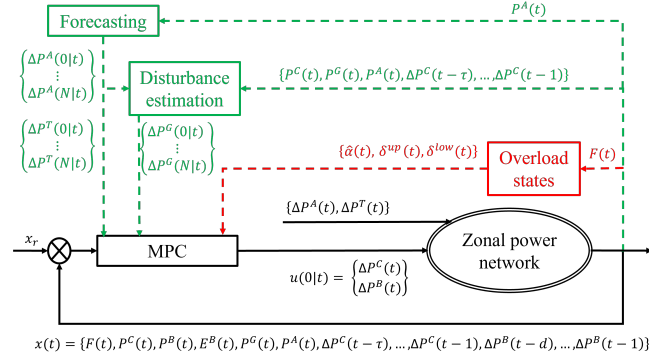 Forecasting
P^A(t)
{ΔP^A(0|t)
⋮
ΔP^A(N|t)}
Disturbance
estimation
{P^C(t), P^G(t), P^A(t), ΔP^C(t − τ), …, ΔP^C(t − 1)}
{ΔP^T(0|t)
⋮
ΔP^T(N|t)}
{ΔP^G(0|t)
⋮
ΔP^G(N|t)}
{α̂(t), δ^up(t), δ^low(t)}
Overload
states
F(t)
{ΔP^A(t), ΔP^T(t)}
x_r
MPC
Zonal power
network
u(0|t) = {ΔP^C(t)
ΔP^B(t)}
x(t) = {F(t), P^C(t), P^B(t), E^B(t), P^G(t), P^A(t), ΔP^C(t − τ), …, ΔP^C(t − 1), ΔP^B(t − d), …, ΔP^B(t − 1)}